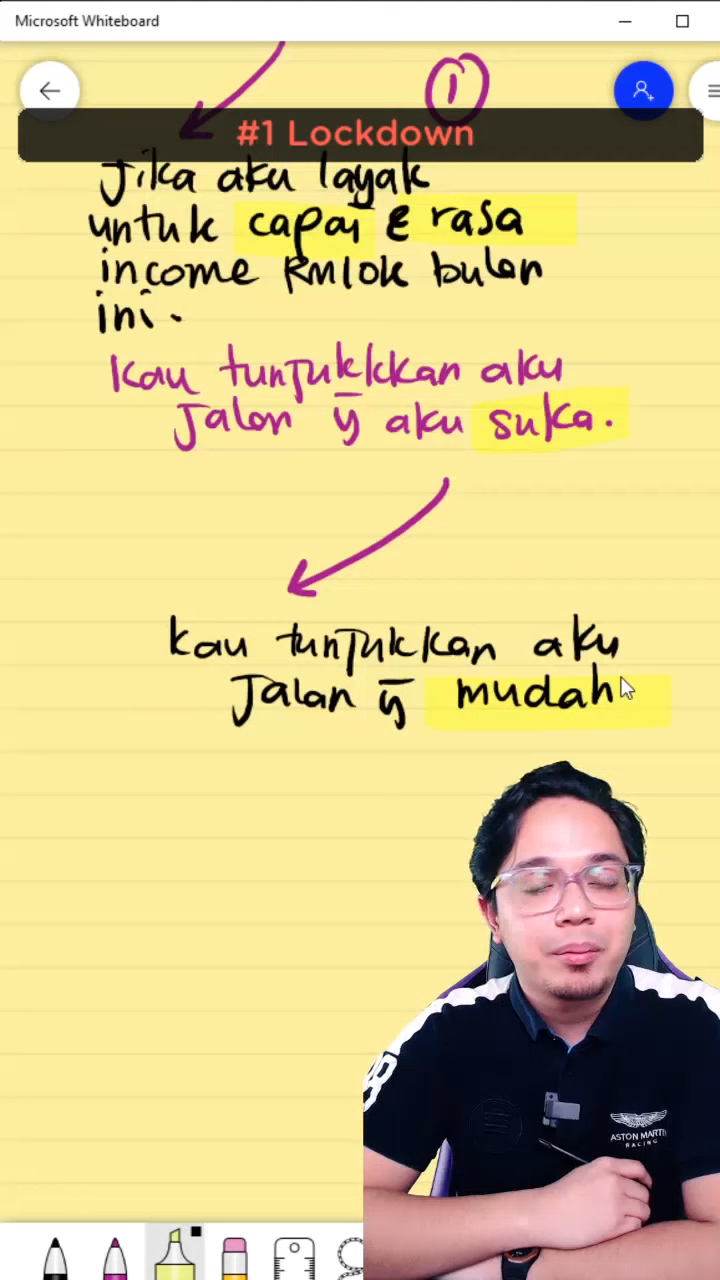 Microsoft Whiteboard
1
#1 Lockdown
Jika aku layak
untuk capai & rasa
income RM10k bulan
ini.
kau tunjukkkan aku
Jalan ȳ aku suka.
kau tunjukkan aku
Jalan ȳ mudah
ASTON MARTIN
RACING